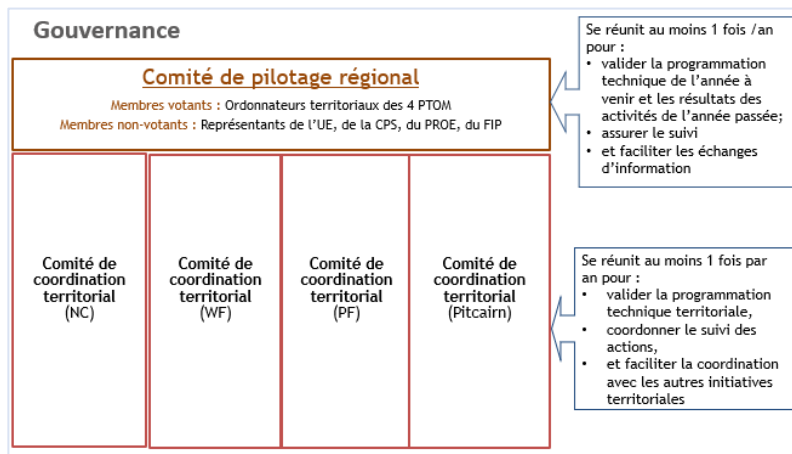 Gouvernance
Comité de pilotage régional
Membres votants : Ordonnateurs territoriaux des 4 PTOM
Membres non-votants : Représentants de l'UE, de la CPS, du PROE, du FIP
Se réunit au moins 1 fois /an
pour :
• valider la programmation
technique de l'année à
venir et les résultats des
activités de l'année passée;
• assurer le suivi
• et faciliter les échanges
d'information
Comité de
coordination
territorial
(NC)
Comité de
coordination
territorial
(WF)
Comité de
coordination
territorial
(PF)
Comité de
coordination
territorial
(Pitcairn)
Se réunit au moins 1 fois par
an pour :
• valider la programmation
technique territoriale,
• coordonner le suivi des
actions,
• et faciliter la coordination
avec les autres initiatives
territoriales